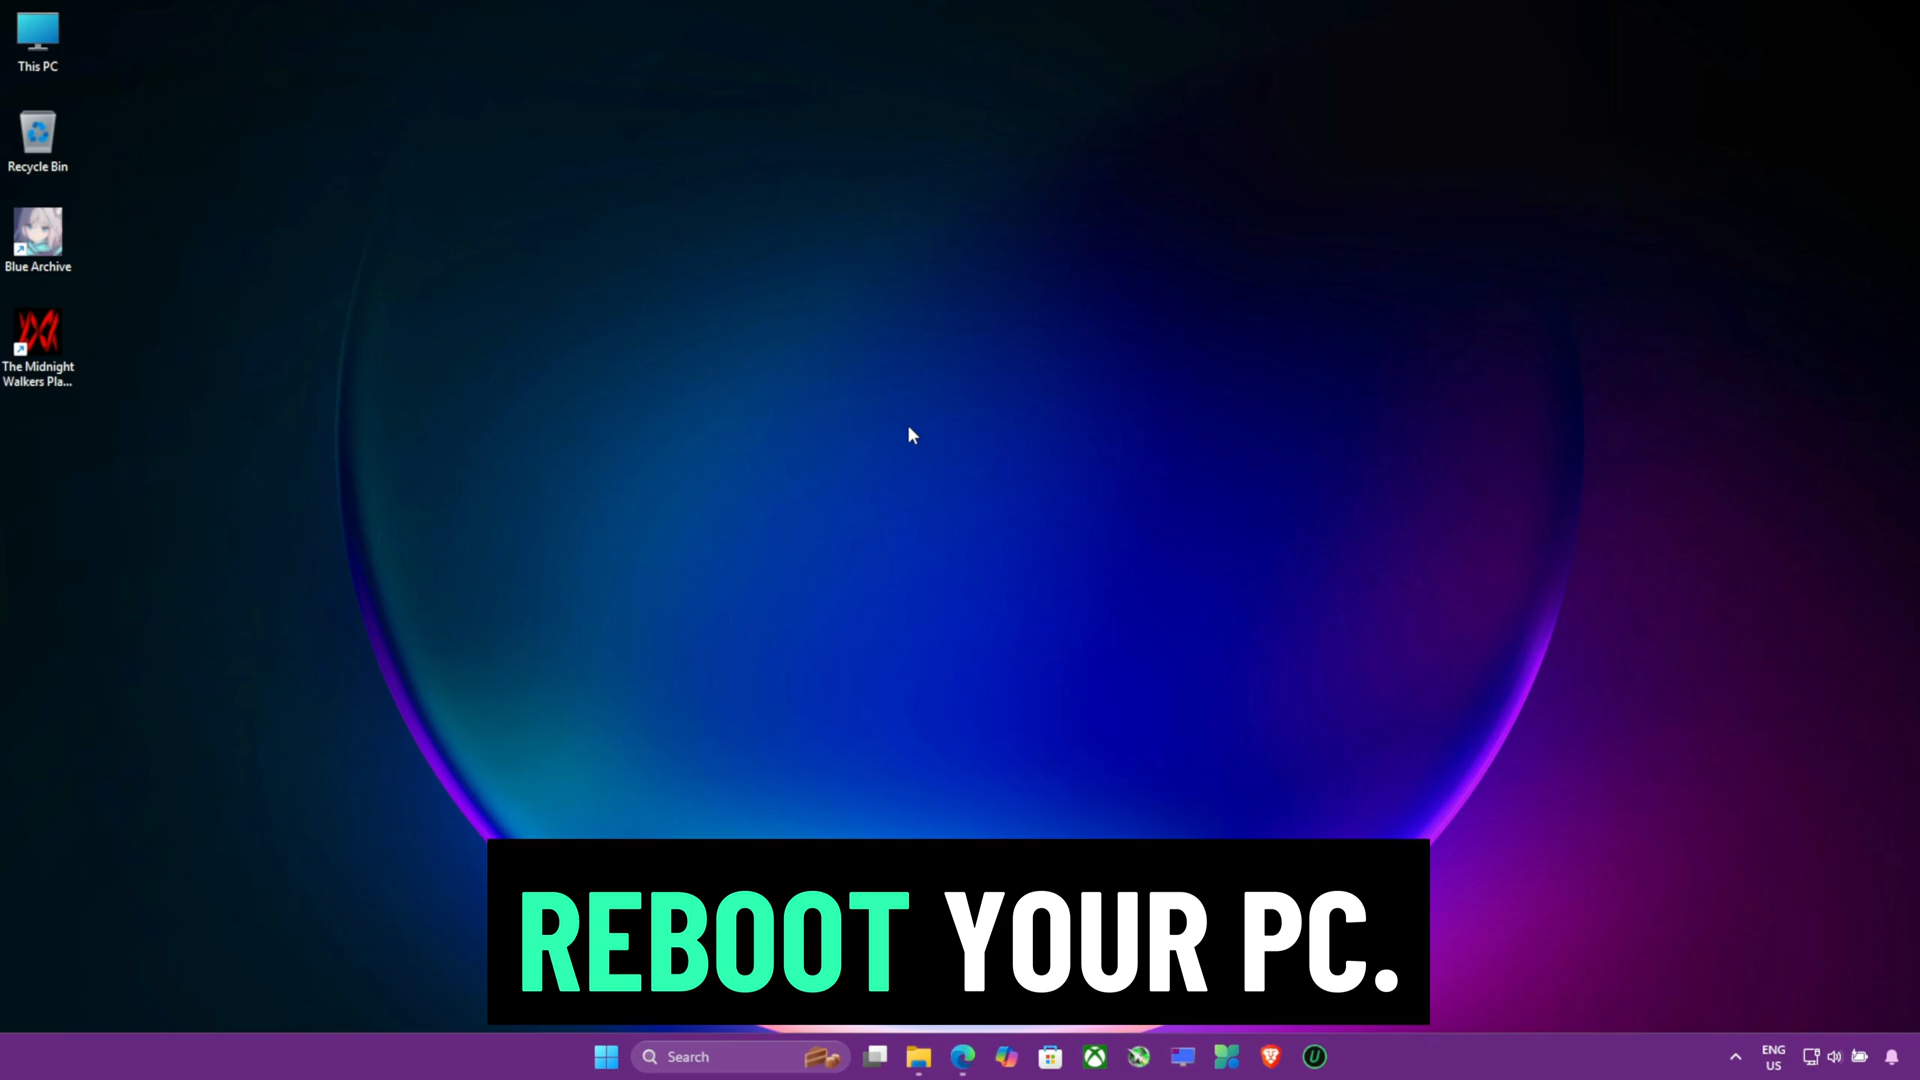 This PC
Recycle Bin
Blue Archive
The Midnight
Walkers Pla...
REBOOT YOUR PC.
Search
ENG
US